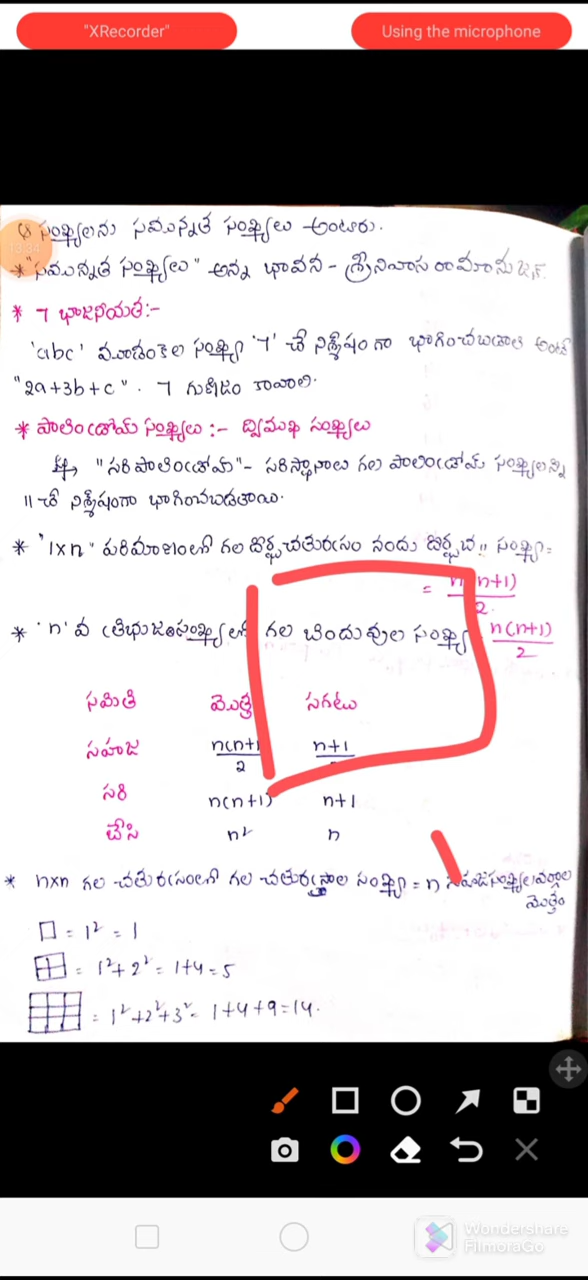 "XRecorder"
Using the microphone
సంఖ్యలను సమున్నత సంఖ్యలు అంటారు.
* "సమున్నత సంఖ్యలు" అన్న భావన - శ్రీనివాస రామానుజన్
* 7 భాజనీయత:-
'abc' మూడంకెల సంఖ్య '7' చే నిశ్శేషం గా భాగించబడాలి అంటే
"2a+3b+c" . 7 గుణిజం కావాలి.
* పాలిండ్రోమ్ సంఖ్యలు :- ద్విముఖ సంఖ్యలు
"సరి పాలిండ్రోమ్" - సరిస్థానాలు గల పాలిండ్రోమ్ సంఖ్యలన్ని
11 చే నిశ్శేషంగా భాగించబడతాయి.
* "1xn" పరిమాణంలో గల దీర్ఘచతురస్రం నందు దీర్ఘచ॥ సంఖ్య=
= n(n+1)/2.
* 'n' వ త్రిభుజసంఖ్యలో గల బిందువుల సంఖ్య n(n+1)/2
సమితి మొత్తం సగటు
సహజ n(n+1)/2 n+1
సరి n(n+1) n+1
బేసి n² n
* nxn గల చతురస్రంలో గల చతురస్రాల సంఖ్య = n సహజసంఖ్యల వర్గాల
మొత్తం
= 1² = 1
= 1²+2² = 1+4=5
= 1²+2²+3²= 1+4+9=14.
Wondershare
FilmoraGo